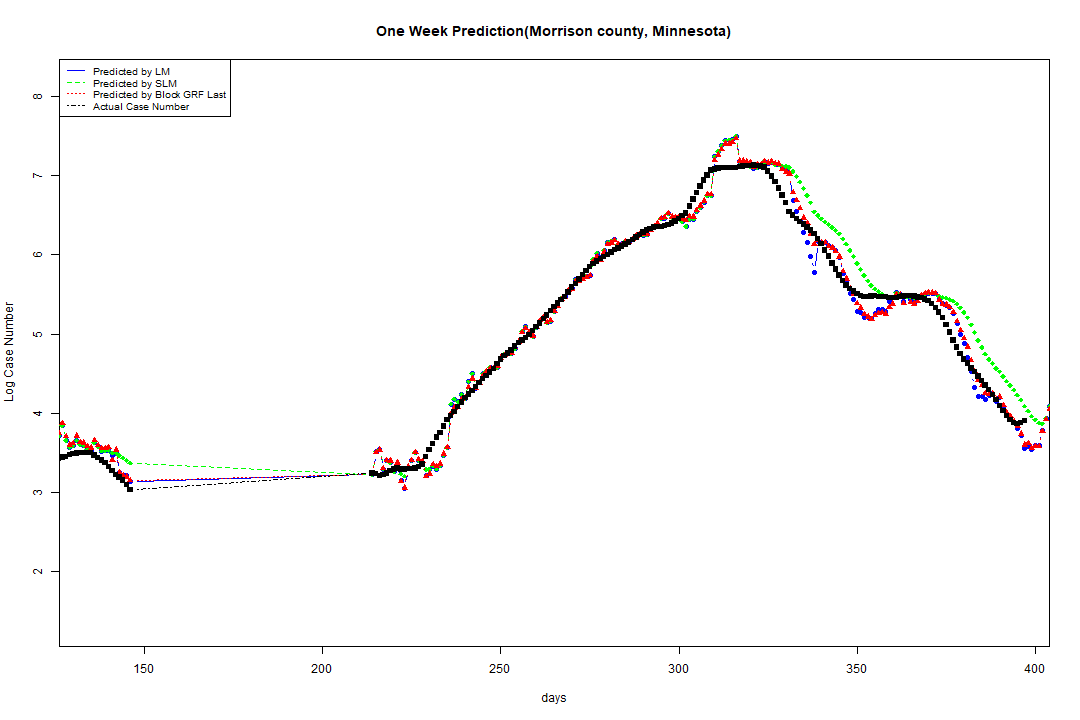 One Week Prediction(Morrison county, Minnesota)
Predicted by LM
Predicted by SLM
Predicted by Block GRF Last
Actual Case Number
8
7
6
5
4
3
2
Log Case Number
150 200 250 300 350 400
days